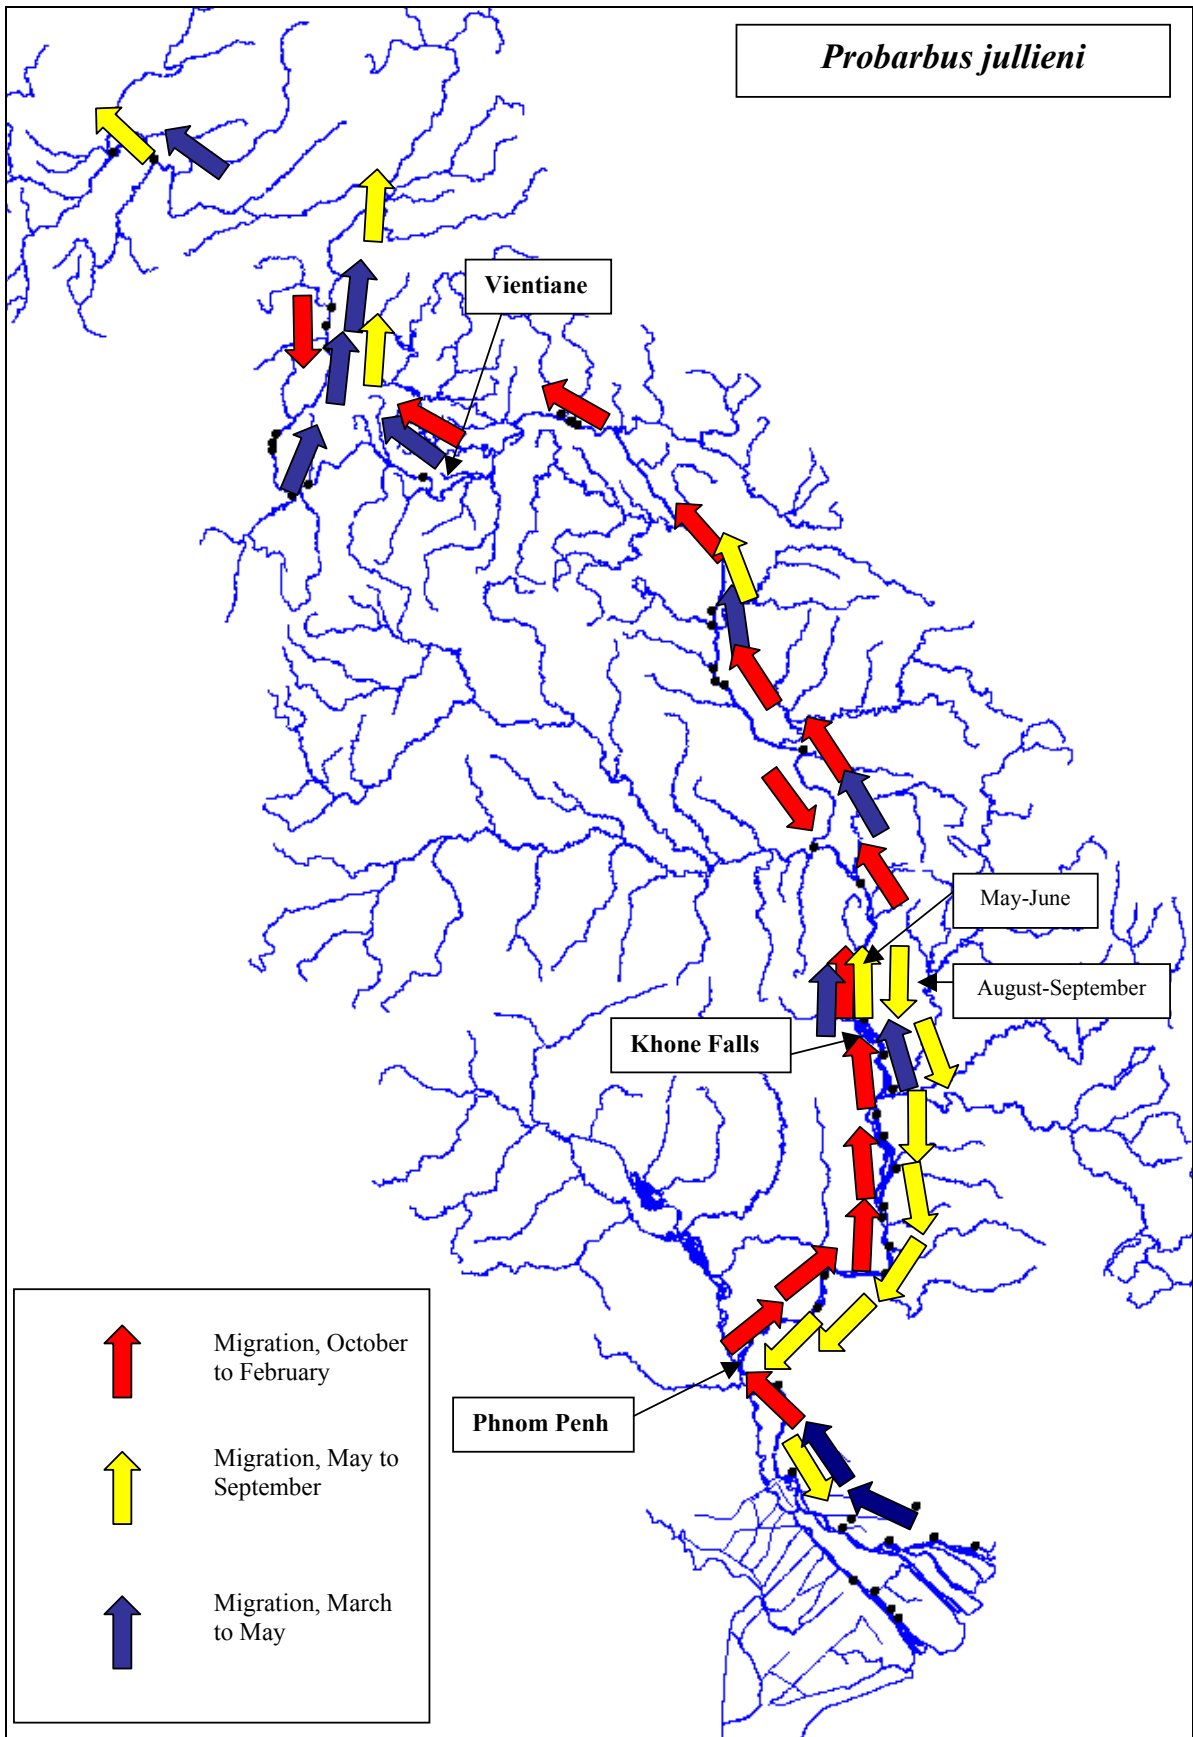 Probarbus jullieni
Vientiane
May-June
August-September
Khone Falls
Phnom Penh
Migration, October
to February
Migration, May to
September
Migration, March
to May